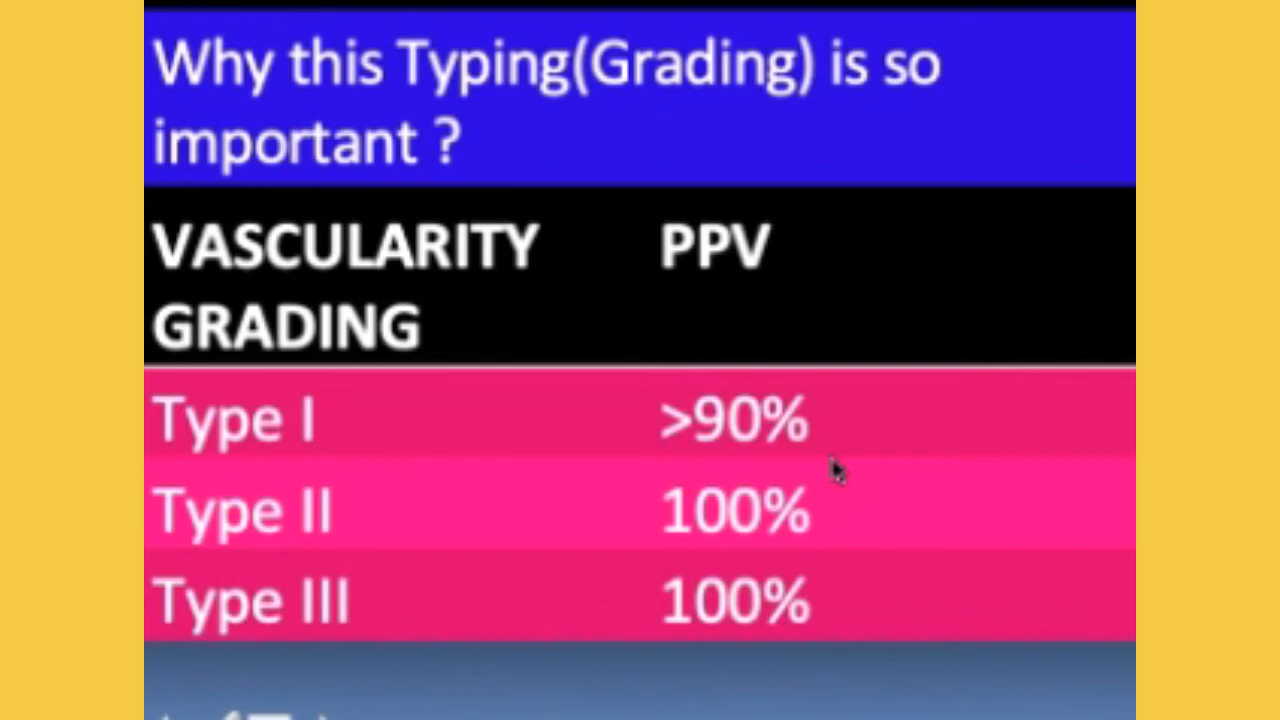 Why this Typing(Grading) is so
important ?
VASCULARITY PPV
GRADING
Type I >90%
Type II 100%
Type III 100%